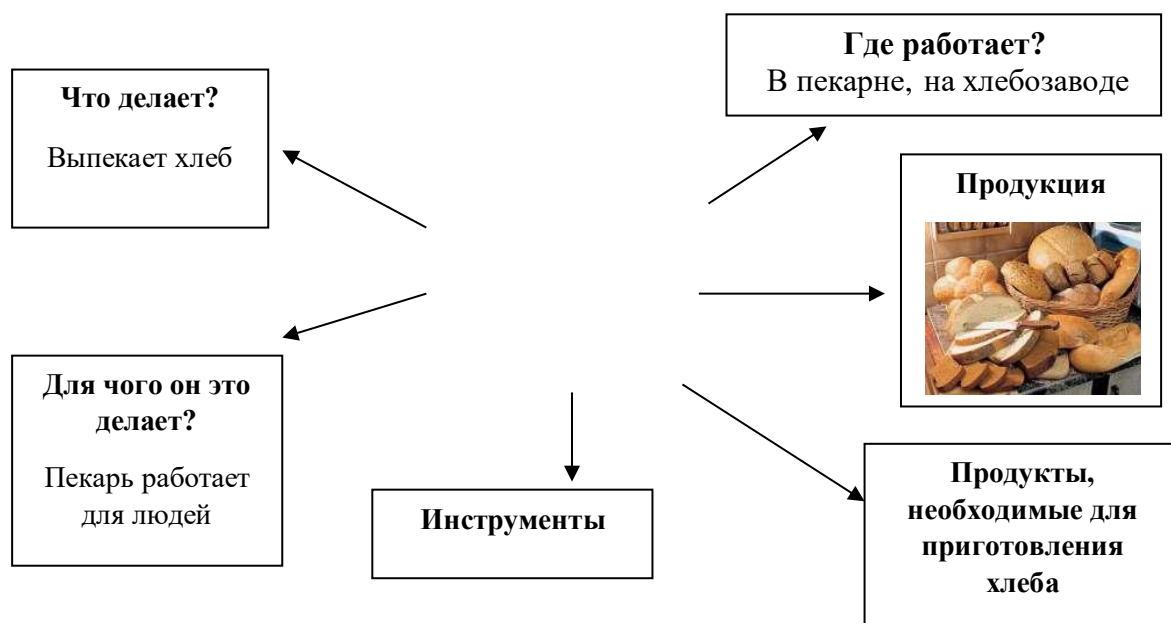 Что делает?
Выпекает хлеб
Где работает?
В пекарне, на хлебозаводе
Продукция
Для чого он это
делает?
Пекарь работает
для людей
Инструменты
Продукты,
необходимые для
приготовления
хлеба